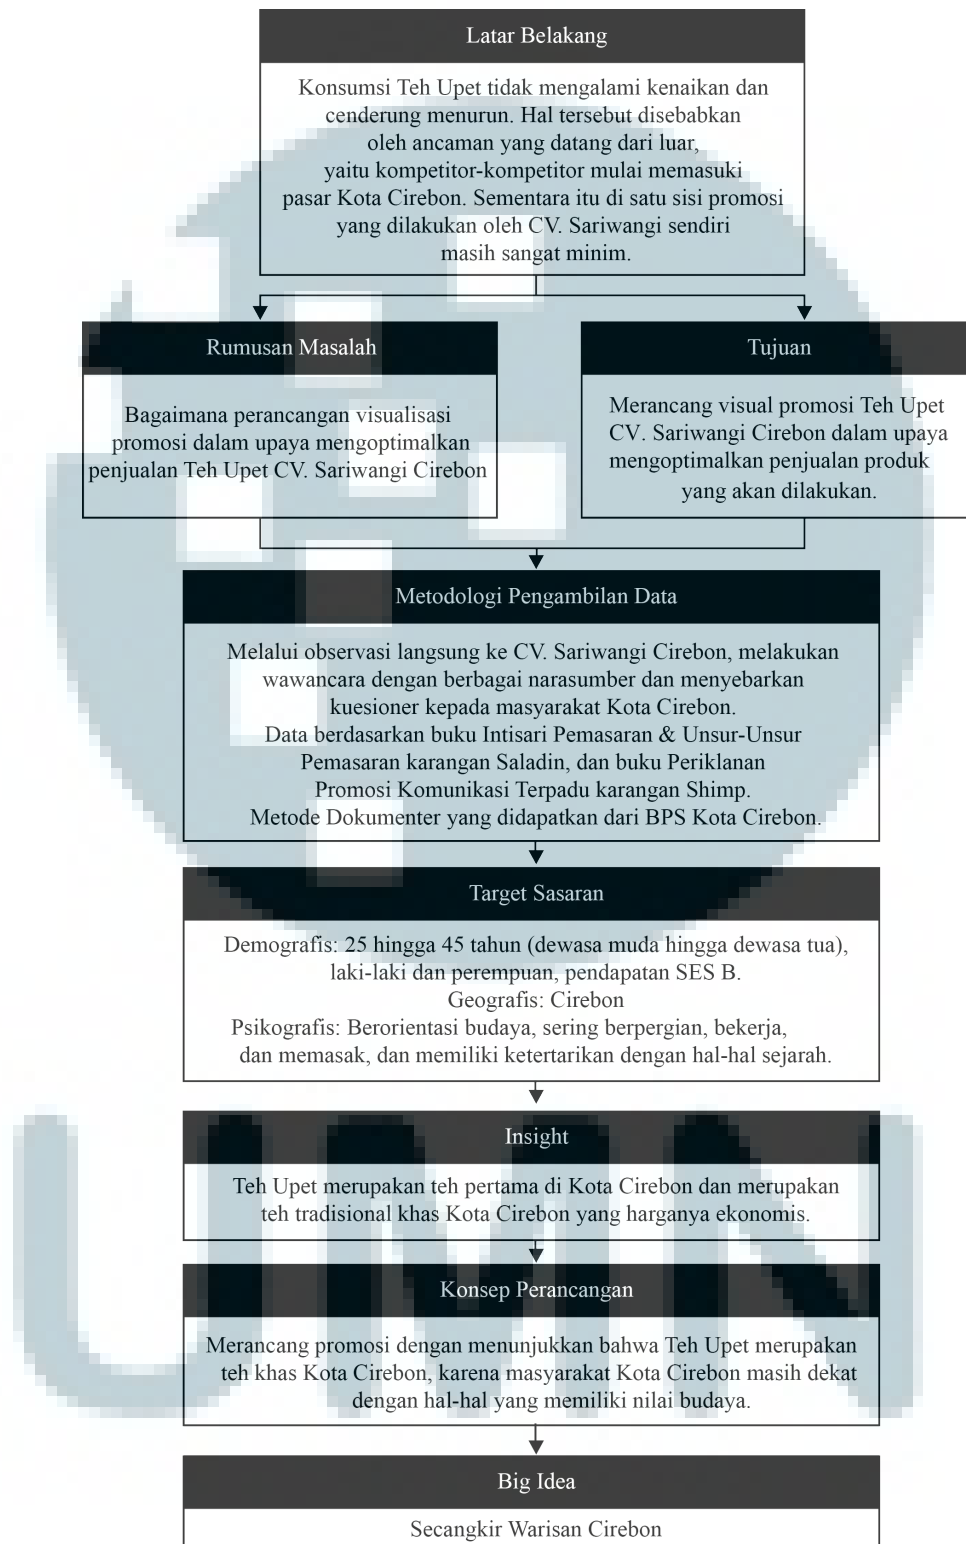 Latar Belakang
Konsumsi Teh Upet tidak mengalami kenaikan dan
cenderung menurun. Hal tersebut disebabkan
oleh ancaman yang datang dari luar,
yaitu kompetitor-kompetitor mulai memasuki
pasar Kota Cirebon. Sementara itu di satu sisi promosi
yang dilakukan oleh CV. Sariwangi sendiri
masih sangat minim.
Rumusan Masalah
Bagaimana perancangan visualisasi
promosi dalam upaya mengoptimalkan
penjualan Teh Upet CV. Sariwangi Cirebon
Tujuan
Merancang visual promosi Teh Upet
CV. Sariwangi Cirebon dalam upaya
mengoptimalkan penjualan produk
yang akan dilakukan.
Metodologi Pengambilan Data
Melalui observasi langsung ke CV. Sariwangi Cirebon, melakukan
wawancara dengan berbagai narasumber dan menyebarkan
kuesioner kepada masyarakat Kota Cirebon.
Data berdasarkan buku Intisari Pemasaran & Unsur-Unsur
Pemasaran karangan Saladin, dan buku Periklanan
Promosi Komunikasi Terpadu karangan Shimp.
Metode Dokumenter yang didapatkan dari BPS Kota Cirebon.
Target Sasaran
Demografis: 25 hingga 45 tahun (dewasa muda hingga dewasa tua),
laki-laki dan perempuan, pendapatan SES B.
Geografis: Cirebon
Psikografis: Berorientasi budaya, sering berpergian, bekerja,
dan memasak, dan memiliki ketertarikan dengan hal-hal sejarah.
Insight
Teh Upet merupakan teh pertama di Kota Cirebon dan merupakan
teh tradisional khas Kota Cirebon yang harganya ekonomis.
Konsep Perancangan
Merancang promosi dengan menunjukkan bahwa Teh Upet merupakan
teh khas Kota Cirebon, karena masyarakat Kota Cirebon masih dekat
dengan hal-hal yang memiliki nilai budaya.
Big Idea
Secangkir Warisan Cirebon
UMN